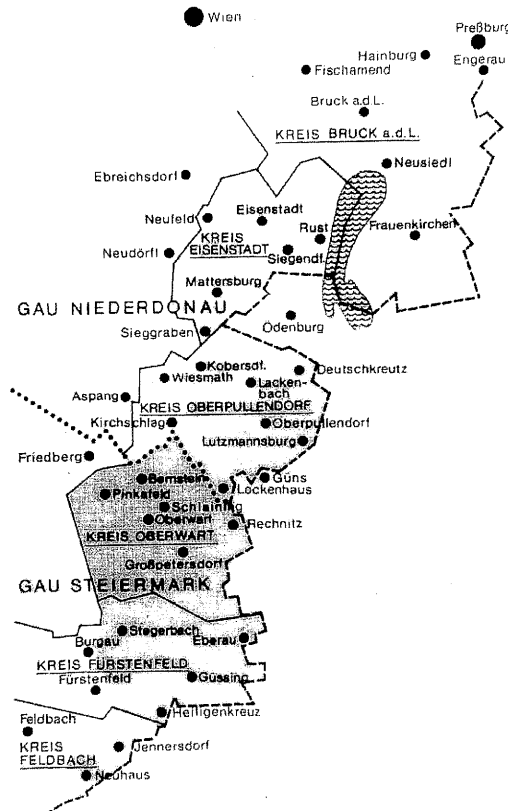 Wien
Preßburg
Hainburg
Engerau
Fischamend
Bruck a.d.L.
KREIS BRUCK a.d.L.
Neusiedl
Ebreichsdorf
Neufeld
Eisenstadt
Rust
Frauenkirchen
KREIS
EISENSTADT
Neudörfl
Siegendf.
Mattersburg
GAU NIEDERDONAU
Ödenburg
Sieggraben
Kobersdf.
Deutschkreutz
Wiesmath
Lacken-
bach
Aspang
KREIS OBERPULLENDORF
Kirchschlag
Oberpullendorf
Lutzmannsburg
Friedberg
Bernstein
Güns
Lockenhaus
Pinkafeld
Schlaining
Oberwart
Rechnitz
KREIS OBERWART
Großpetersdorf
GAU STEIERMARK
Stegerbach
Eberau
Burgau
KREIS FÜRSTENFELD
Güssing
Fürstenfeld
Heiligenkreuz
Feldbach
KREIS
FELDBACH
Jennersdorf
Neuhaus